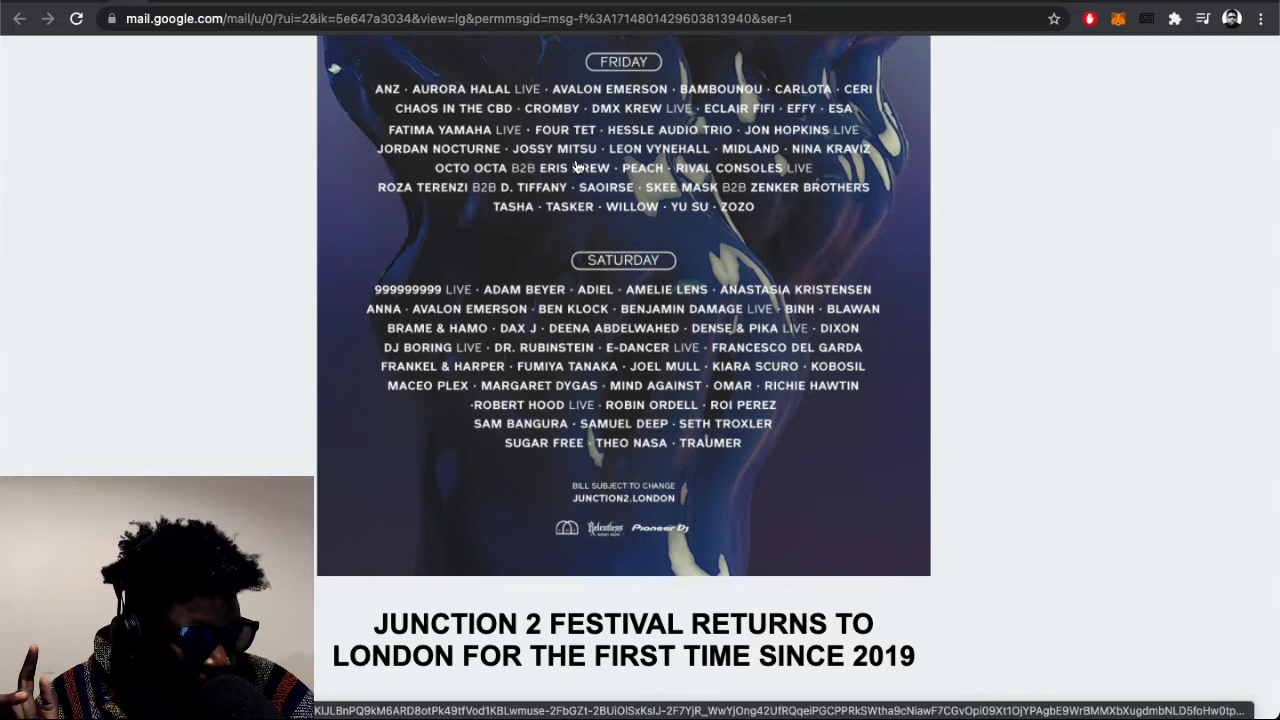 mail.google.com/mail/u/0/?ui=2&ik=5e647a3034&view=lg&permmsgid=msg-f%3A1714801429603813940&ser=1
FRIDAY
ANZ · AURORA HALAL LIVE · AVALON EMERSON · BAMBOUNOU · CARLOTA · CERI
CHAOS IN THE CBD · CROMBY · DMX KREW LIVE · ECLAIR FIFI · EFFY · ESA
FATIMA YAMAHA LIVE · FOUR TET · HESSLE AUDIO TRIO · JON HOPKINS LIVE
JORDAN NOCTURNE · JOSSY MITSU · LEON VYNEHALL · MIDLAND · NINA KRAVIZ
OCTO OCTA B2B ERIS DREW · PEACH · RIVAL CONSOLES LIVE
ROZA TERENZI B2B D. TIFFANY · SAOIRSE · SKEE MASK B2B ZENKER BROTHERS
TASHA · TASKER · WILLOW · YU SU · ZOZO
SATURDAY
999999999 LIVE · ADAM BEYER · ADIEL · AMELIE LENS · ANASTASIA KRISTENSEN
ANNA · AVALON EMERSON · BEN KLOCK · BENJAMIN DAMAGE LIVE · BINH · BLAWAN
BRAME & HAMO · DAX J · DEENA ABDELWAHED · DENSE & PIKA LIVE · DIXON
DJ BORING LIVE · DR. RUBINSTEIN · E-DANCER LIVE · FRANCESCO DEL GARDA
FRANKEL & HARPER · FUMIYA TANAKA · JOEL MULL · KIARA SCURO · KOBOSIL
MACEO PLEX · MARGARET DYGAS · MIND AGAINST · OMAR · RICHIE HAWTIN
·ROBERT HOOD LIVE · ROBIN ORDELL · ROI PEREZ
SAM BANGURA · SAMUEL DEEP · SETH TROXLER
SUGAR FREE · THEO NASA · TRAUMER
BILL SUBJECT TO CHANGE
JUNCTION2.LONDON
Relentless Pioneer Dj
JUNCTION 2 FESTIVAL RETURNS TO
LONDON FOR THE FIRST TIME SINCE 2019